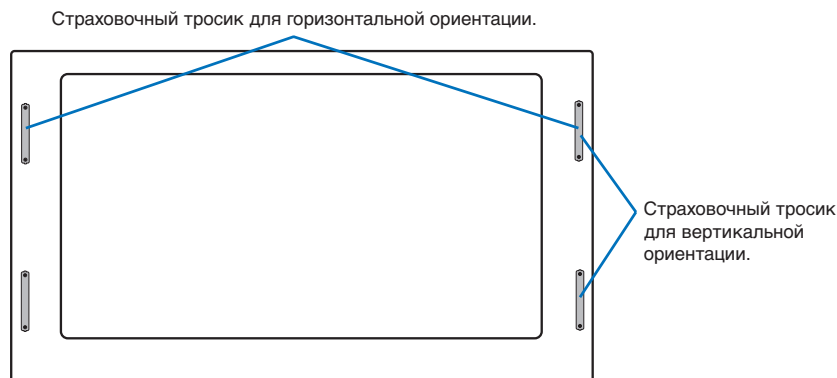 Страховочный тросик для горизонтальной ориентации.
Страховочный тросик
для вертикальной
ориентации.